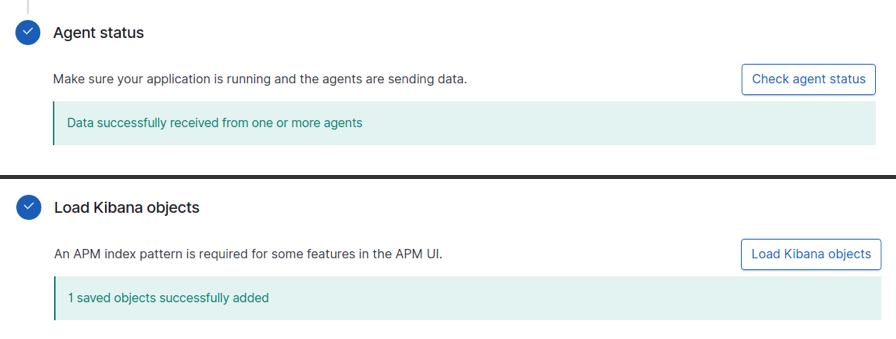 Agent status
Make sure your application is running and the agents are sending data.
Check agent status
Data successfully received from one or more agents
Load Kibana objects
An APM index pattern is required for some features in the APM UI.
Load Kibana objects
1 saved objects successfully added